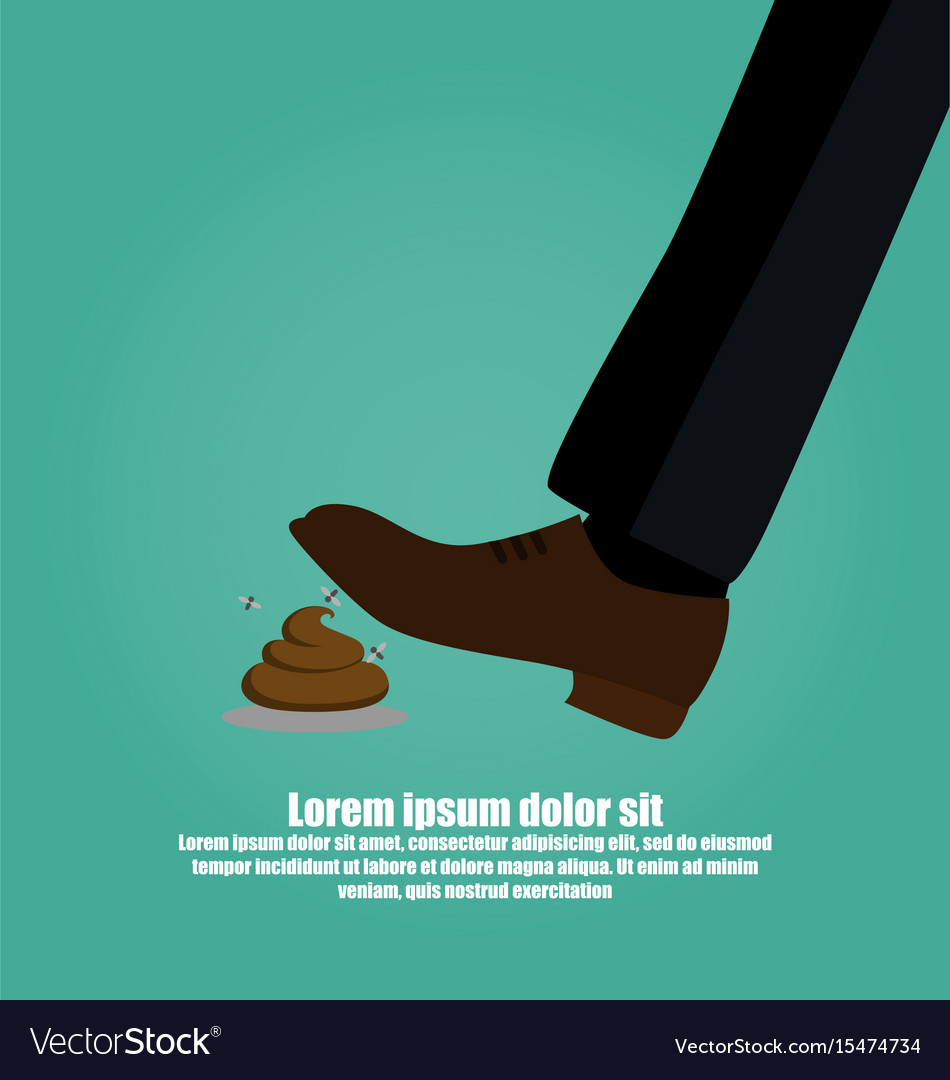 Lorem ipsum dolor sit
Lorem ipsum dolor sit amet, consectetur adipisicing elit, sed do eiusmod
tempor incididunt ut labore et dolore magna aliqua. Ut enim ad minim
veniam, quis nostrud exercitation
VectorStock®
VectorStock.com/15474734